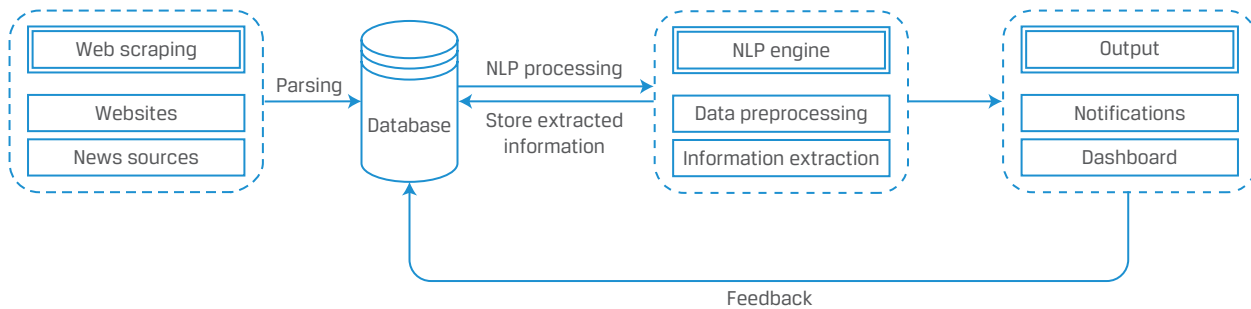 Web scraping
Websites
News sources
Parsing
Database
NLP processing
Store extracted
information
NLP engine
Data preprocessing
Information extraction
Output
Notifications
Dashboard
Feedback